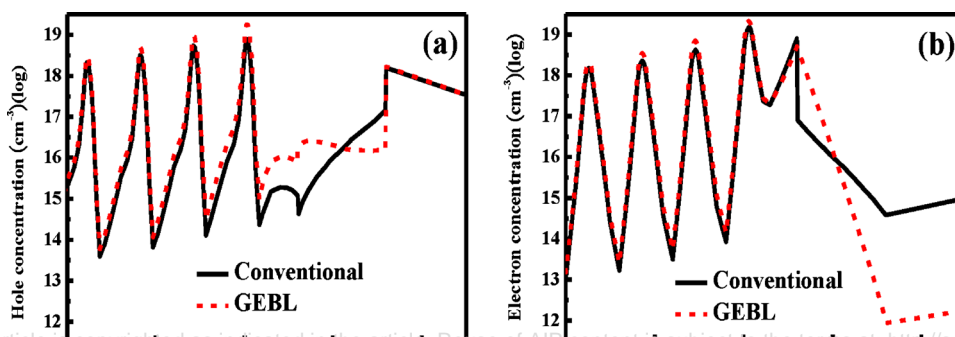 (a)
Hole concentration (cm⁻³)(log)
19
18
17
16
15
14
13
12
Conventional
GEBL
(b)
Electron concentration (cm⁻³)(log)
19
18
17
16
15
14
13
12
Conventional
GEBL